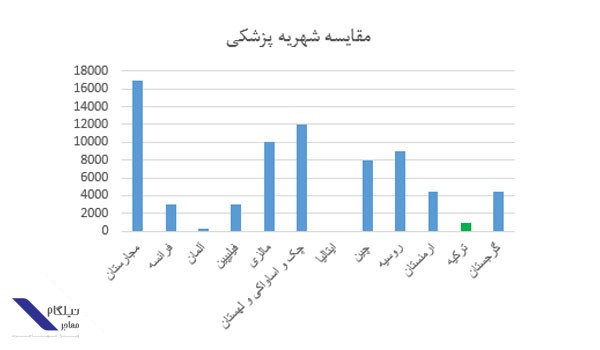 مقایسه شهریه پزشکی
18000
16000
14000
12000
10000
8000
6000
4000
2000
0
مجارستان
فرانسه
آلمان
فیلیپین
مالزی
چک و اسلواکی و لهستان
ایتالیا
چین
روسیه
ارمنستان
ترکیه
گرجستان
نیلگام
مهاجر